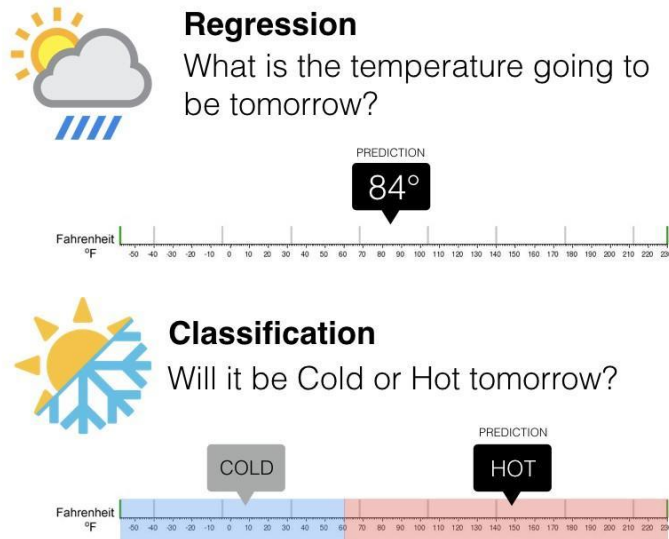 Regression
What is the temperature going to
be tomorrow?
PREDICTION
84°
Fahrenheit
ºF
-50 -40 -30 -20 -10 0 10 20 30 40 50 60 70 80 90 100 110 120 130 140 150 160 170 180 190 200 210 220 23
Classification
Will it be Cold or Hot tomorrow?
PREDICTION
COLD HOT
Fahrenheit
ºF
-50 -40 -30 -20 -10 0 10 20 30 40 50 60 70 80 90 100 110 120 130 140 150 160 170 180 190 200 210 220 23